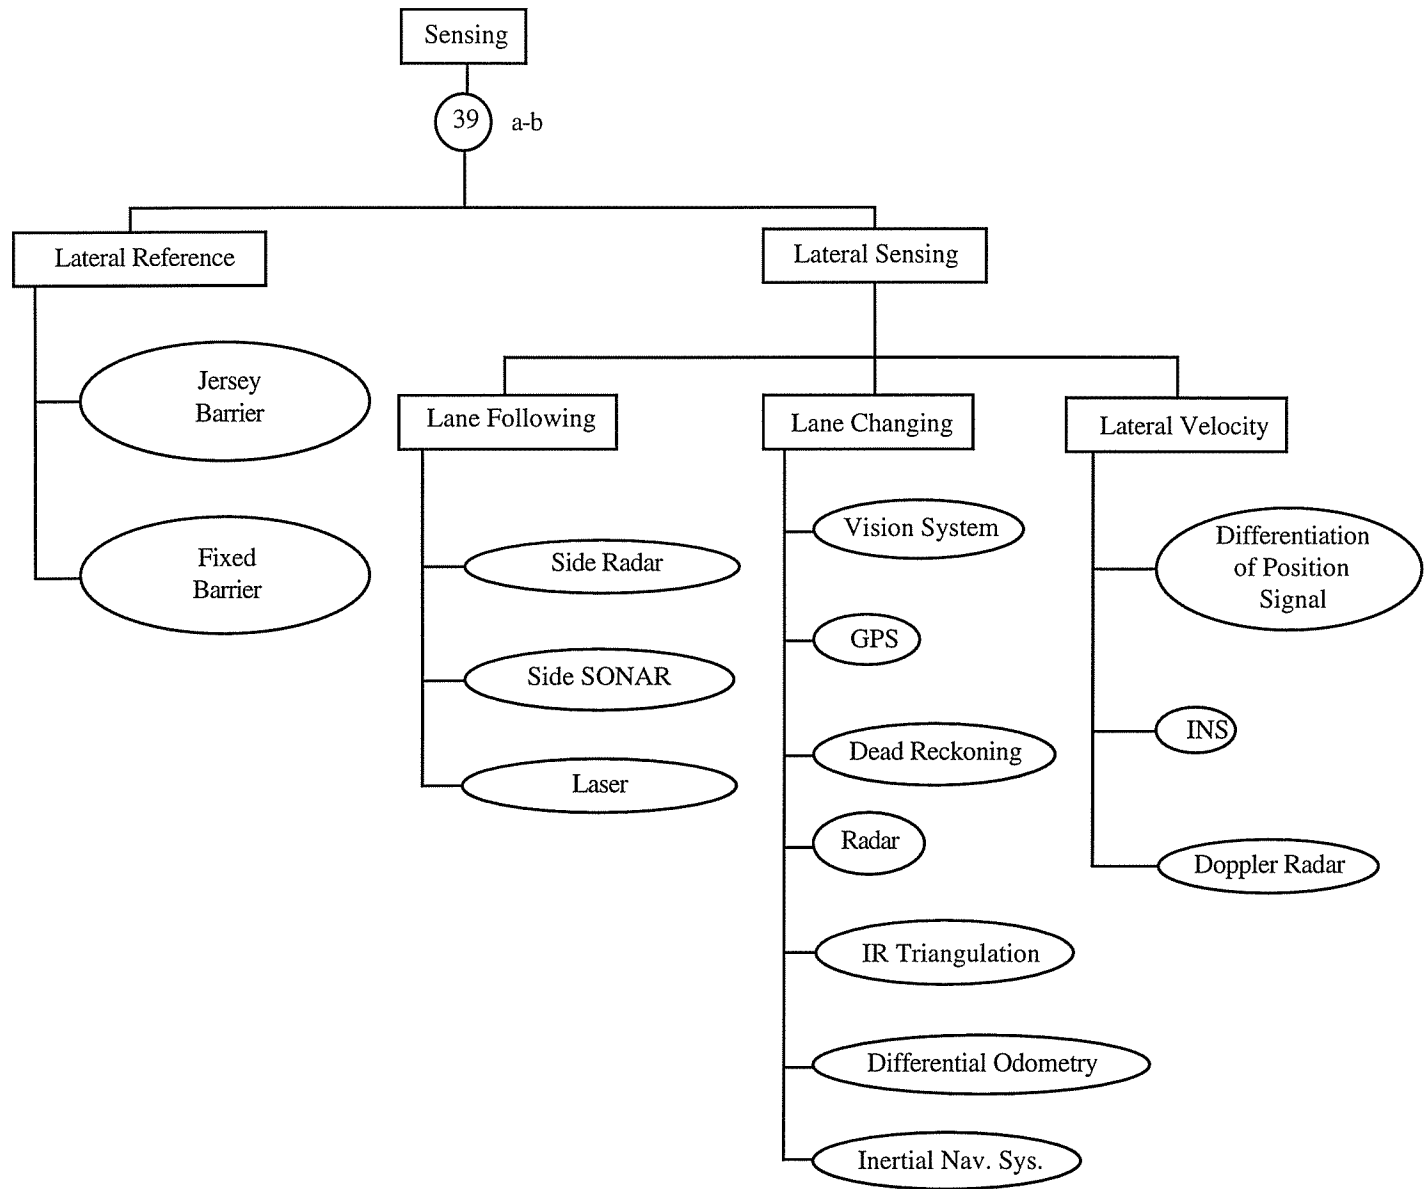 Sensing
39 a-b
Lateral Reference
Lateral Sensing
Jersey
Barrier
Fixed
Barrier
Lane Following
Lane Changing
Lateral Velocity
Side Radar
Side SONAR
Laser
Vision System
GPS
Dead Reckoning
Radar
IR Triangulation
Differential Odometry
Inertial Nav. Sys.
Differentiation
of Position
Signal
INS
Doppler Radar